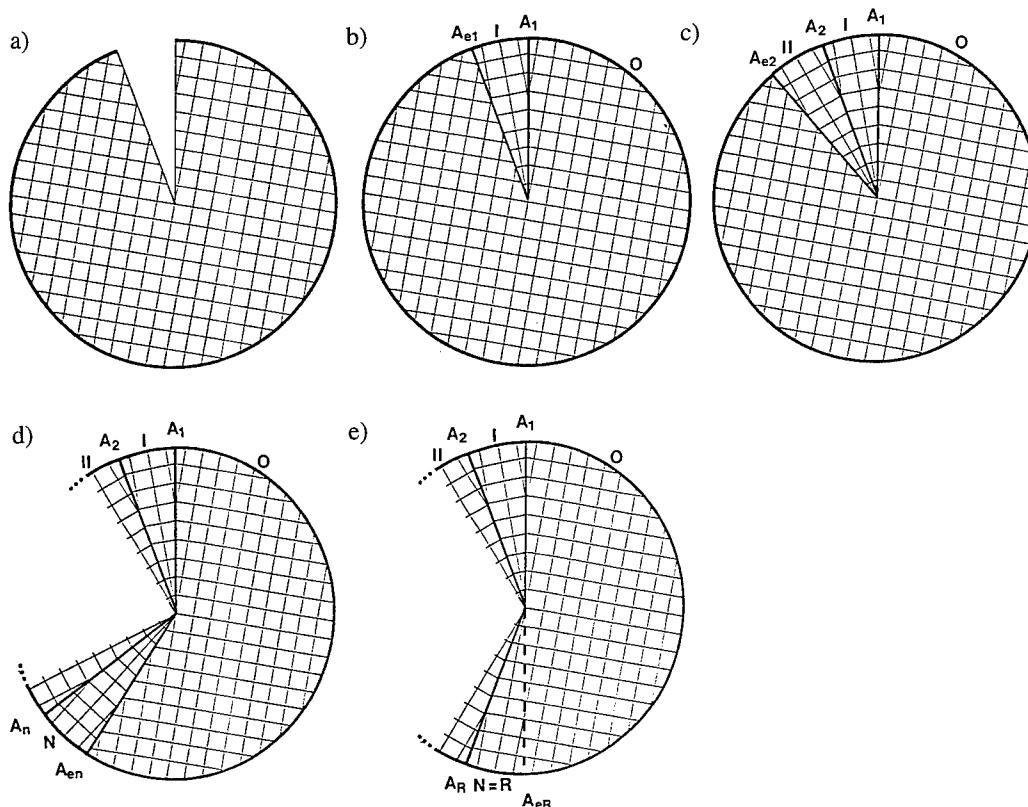 a)
b)
A_e1 I A_1
O
c)
A_e2 II A_2 I A_1
O
d)
II A_2 I A_1
O
A_n N A_en
e)
II A_2 I A_1
O
A_R N=R A_eR